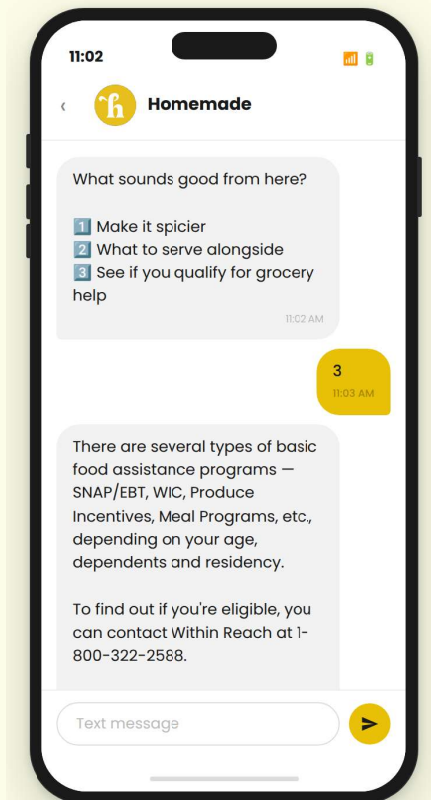 11:02
Homemade
What sounds good from here?
1️⃣ Make it spicier
2️⃣ What to serve alongside
3️⃣ See if you qualify for grocery
help
11:02 AM
3
11:03 AM
There are several types of basic
food assistance programs —
SNAP/EBT, WIC, Produce
Incentives, Meal Programs, etc.,
depending on your age,
dependents and residency.
To find out if you're eligible, you
can contact Within Reach at 1-
800-322-2588.
Text message